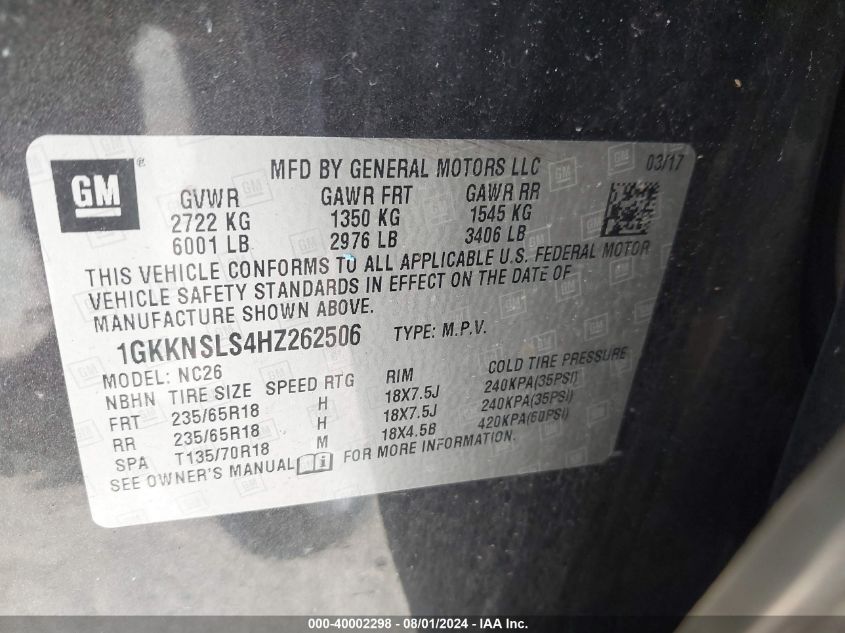 GM ® MFD BY GENERAL MOTORS LLC 03/17
GVWR GAWR FRT GAWR RR
2722 KG 1350 KG 1545 KG
6001 LB 2976 LB 3406 LB
THIS VEHICLE CONFORMS TO ALL APPLICABLE U.S. FEDERAL MOTOR
VEHICLE SAFETY STANDARDS IN EFFECT ON THE DATE OF
MANUFACTURE SHOWN ABOVE.
1GKKNSLS4HZ262506 TYPE: M.P.V.
MODEL: NC26
NBHN TIRE SIZE SPEED RTG RIM COLD TIRE PRESSURE
FRT 235/65R18 H 18X7.5J 240KPA(35PSI)
RR 235/65R18 H 18X7.5J 240KPA(35PSI)
SPA T135/70R18 M 18X4.5B 420KPA(60PSI)
SEE OWNER'S MANUAL FOR MORE INFORMATION.
000-40002298 - 08/01/2024 - IAA Inc.